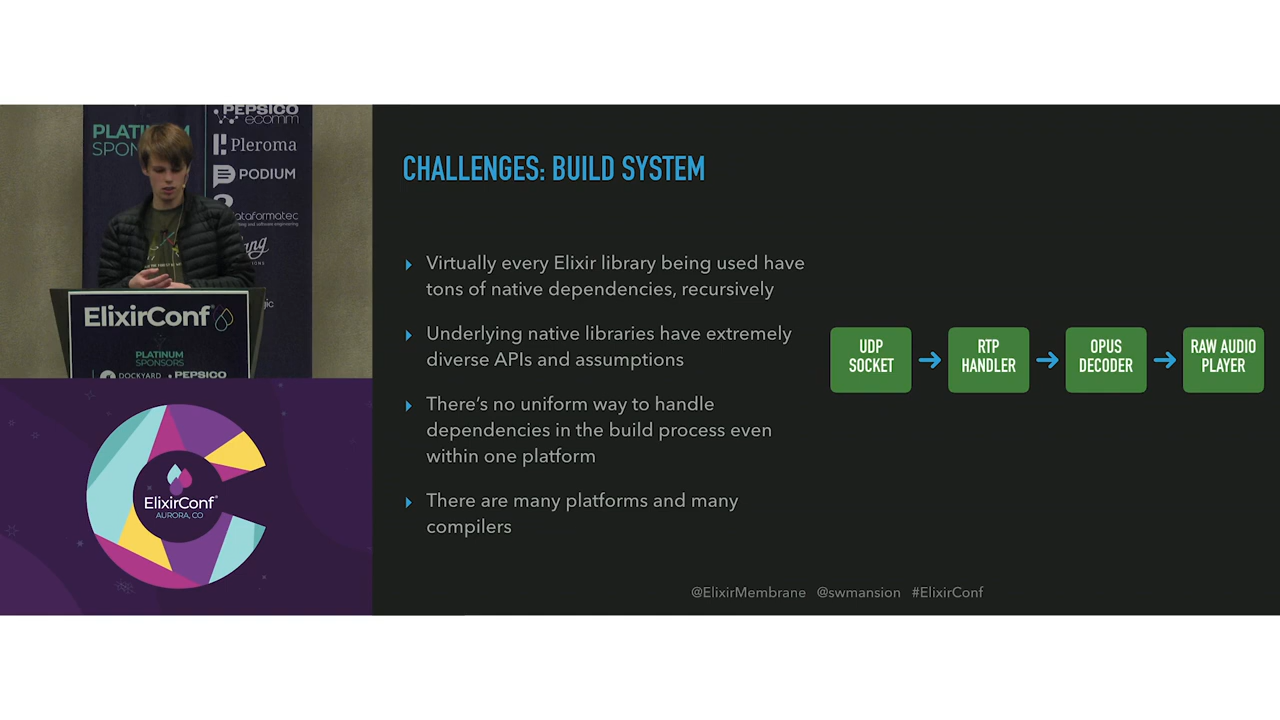 PLATINUM
SPON
PEPSICO
ecomm
Pleroma
PODIUM
ataformatec
ElixirConf
PLATINUM
SPONSORS
DOCKYARD
PEPSICO
ElixirConf
AURORA, CO
CHALLENGES: BUILD SYSTEM
Virtually every Elixir library being used have
tons of native dependencies, recursively
Underlying native libraries have extremely
diverse APIs and assumptions
There's no uniform way to handle
dependencies in the build process even
within one platform
There are many platforms and many
compilers
UDP
SOCKET
RTP
HANDLER
OPUS
DECODER
RAW AUDIO
PLAYER
@ElixirMembrane @swmansion #ElixirConf